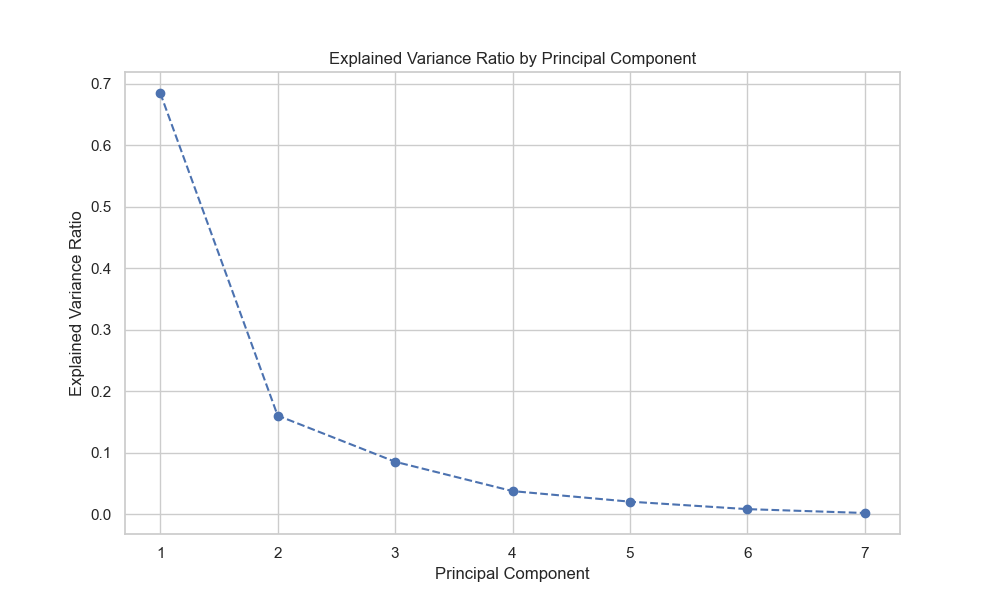 Explained Variance Ratio by Principal Component
0.7
0.6
0.5
0.4
0.3
0.2
0.1
0.0
Explained Variance Ratio
1 2 3 4 5 6 7
Principal Component